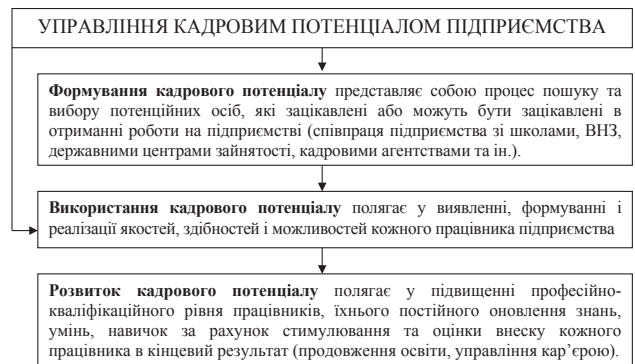 УПРАВЛІННЯ КАДРОВИМ ПОТЕНЦІАЛОМ ПІДПРИЄМСТВА
Формування кадрового потенціалу представляє собою процес пошуку та
вибору потенційних осіб, які зацікавлені або можуть бути зацікавлені в
отриманні роботи на підприємстві (співпраця підприємства зі школами, ВНЗ,
державними центрами зайнятості, кадровими агентствами та ін.).
Використання кадрового потенціалу полягає у виявленні, формуванні і
реалізації якостей, здібностей і можливостей кожного працівника підприємства
Розвиток кадрового потенціалу полягає у підвищенні професійно-
кваліфікаційного рівня працівників, їхнього постійного оновлення знань,
умінь, навичок за рахунок стимулювання та оцінки внеску кожного
працівника в кінцевий результат (продовження освіти, управління кар’єрою).